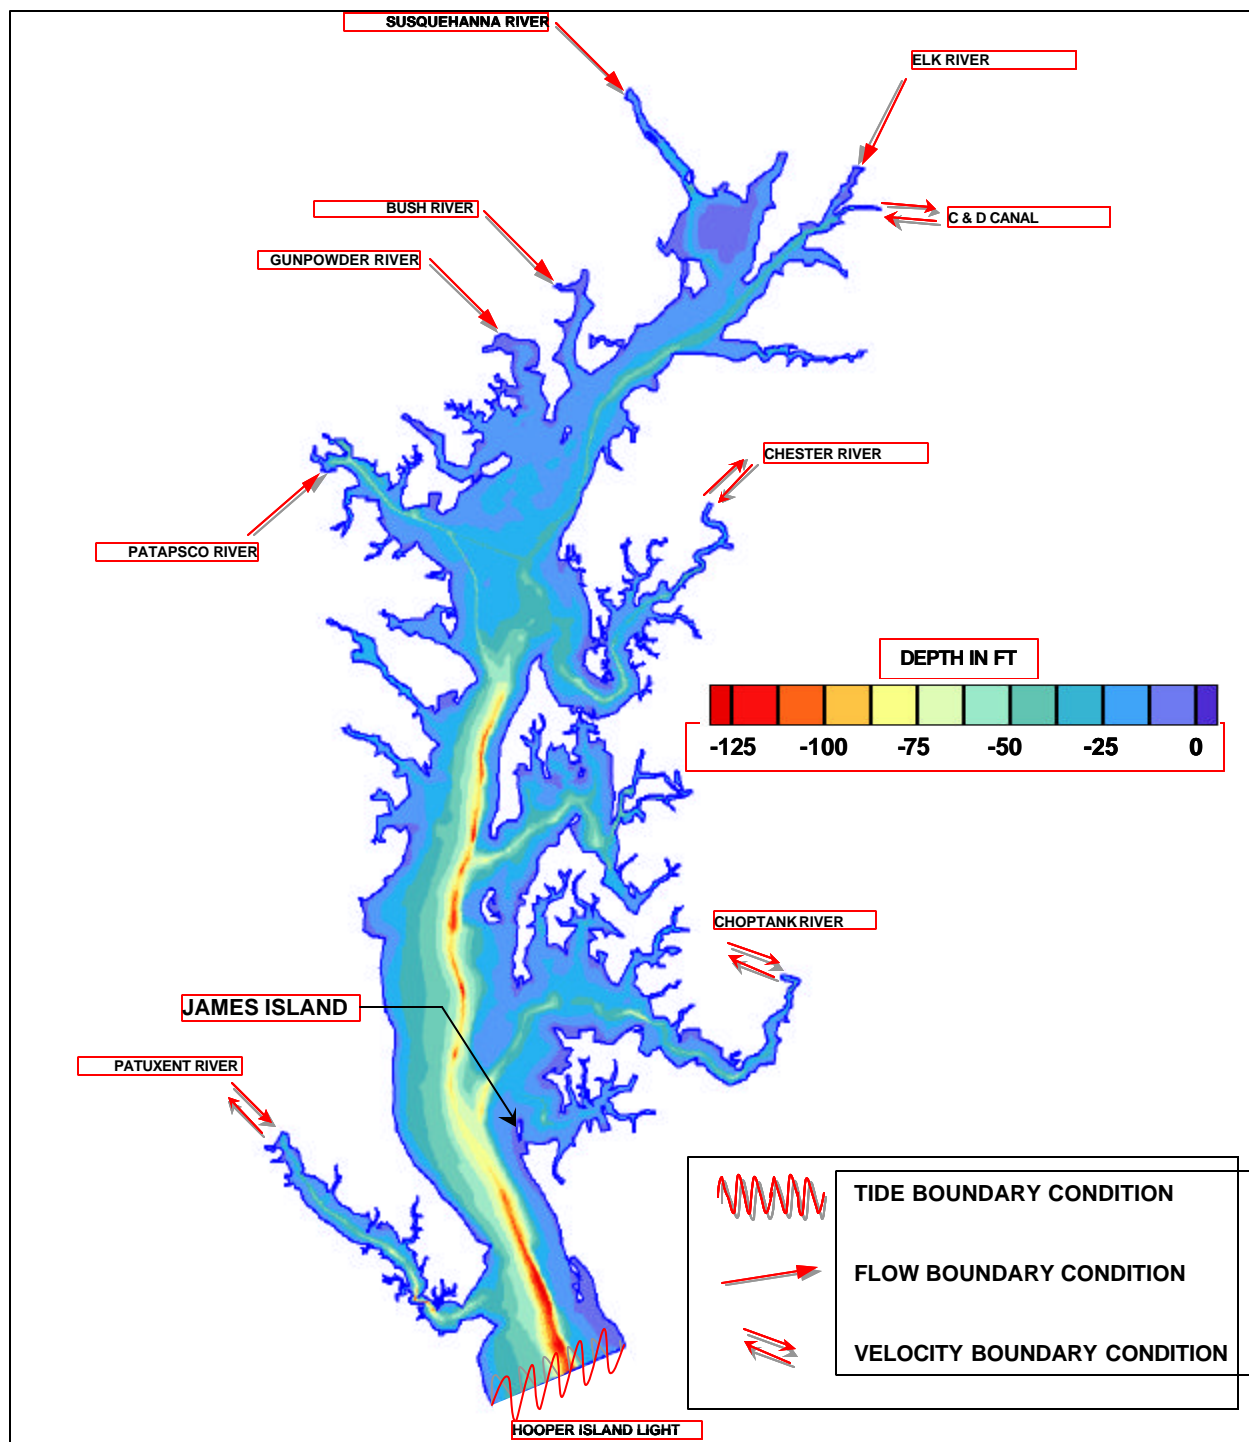 SUSQUEHANNA RIVER
ELK RIVER
BUSH RIVER
C & D CANAL
GUNPOWDER RIVER
CHESTER RIVER
PATAPSCO RIVER
DEPTH IN FT
-125 -100 -75 -50 -25 0
CHOPTANK RIVER
JAMES ISLAND
PATUXENT RIVER
TIDE BOUNDARY CONDITION
FLOW BOUNDARY CONDITION
VELOCITY BOUNDARY CONDITION
HOOPER ISLAND LIGHT